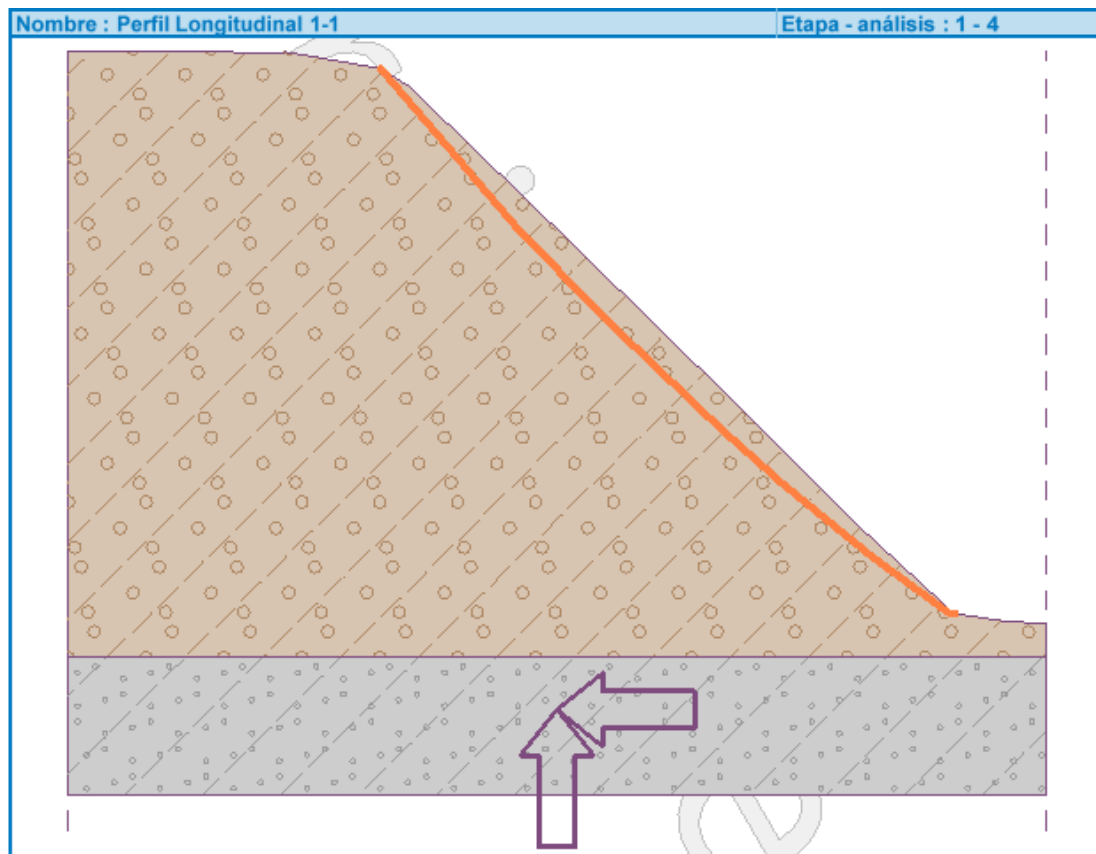 Nombre : Perfil Longitudinal 1-1
Etapa - análisis : 1 - 4